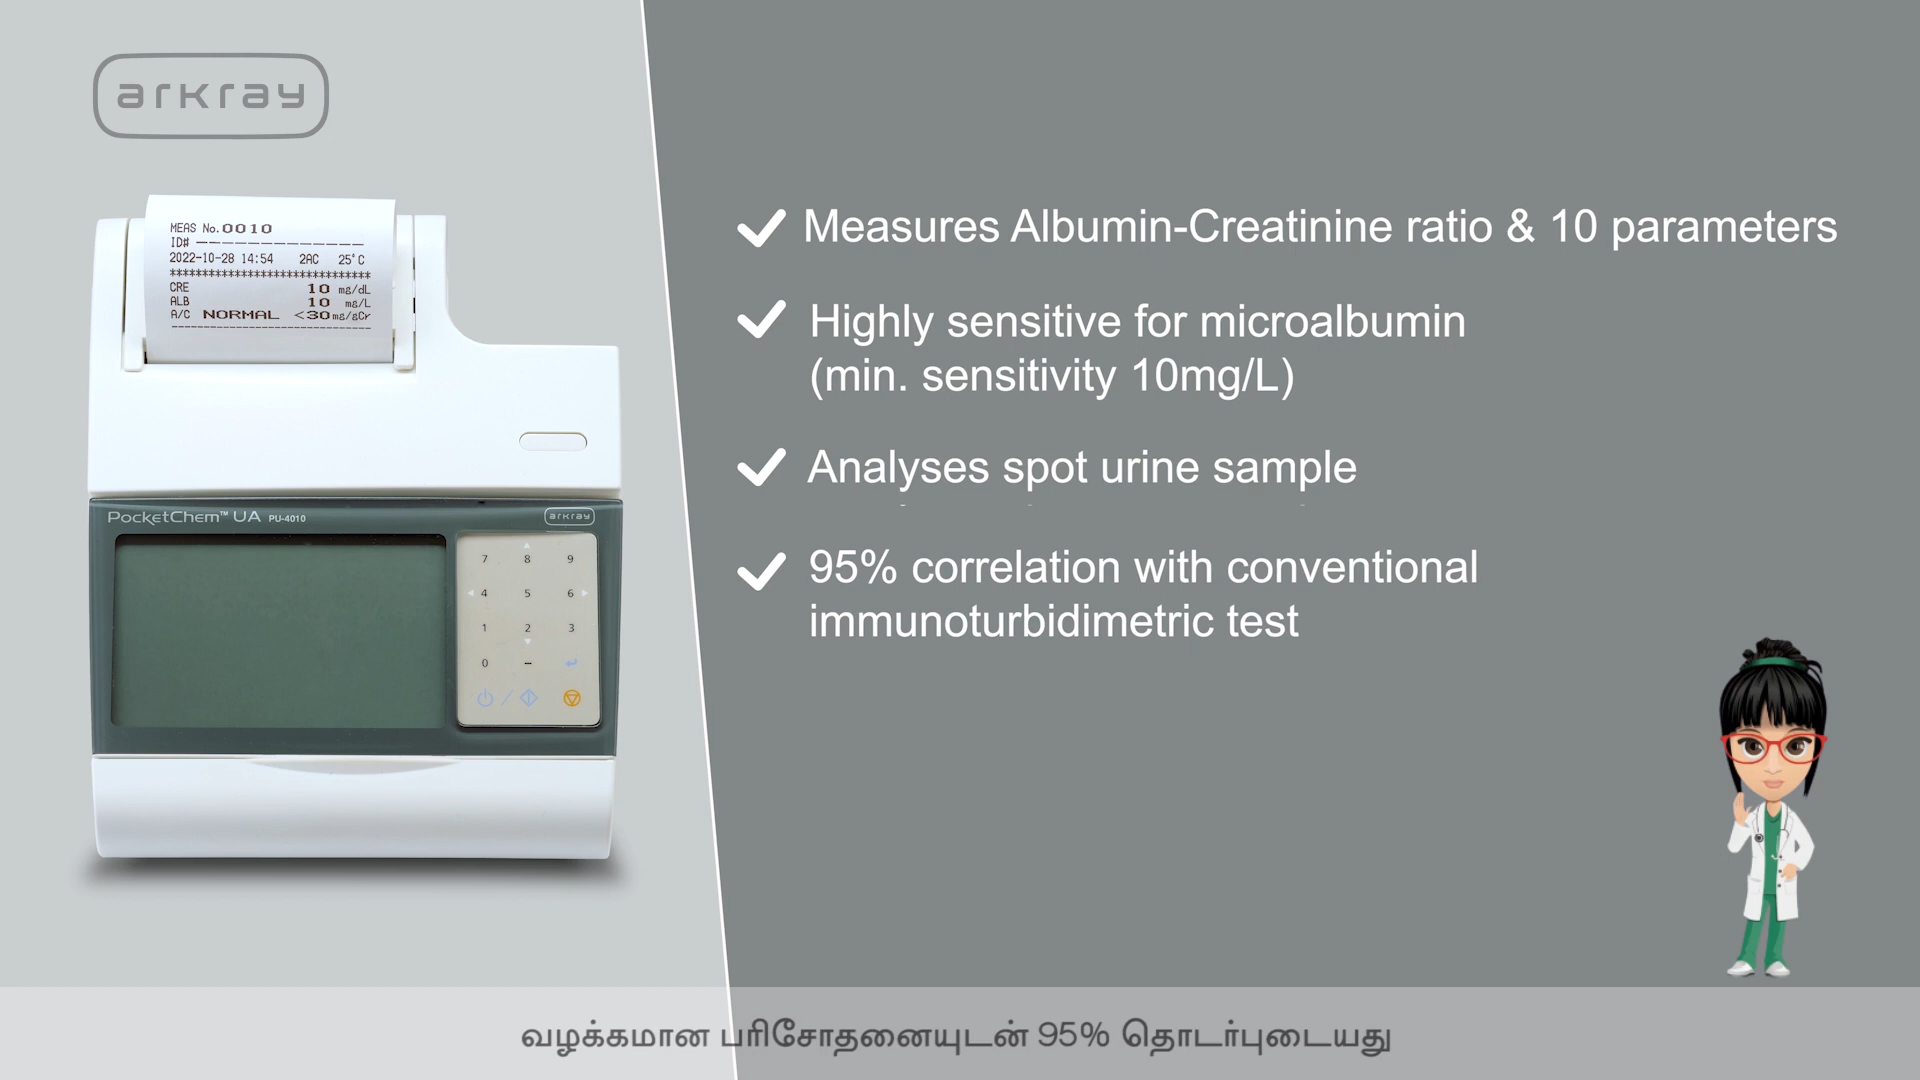 arkray
MEAS No.0010
ID# ---------------
2022-10-28 14:54 2AC 25°C
*******************************
CRE 10 mg/dL
ALB 10 mg/L
A/C NORMAL <30mg/gCr
PocketChem™ UA PU-4010
arkray
7 8 9
4 5 6
1 2 3
0 –
Measures Albumin-Creatinine ratio & 10 parameters
Highly sensitive for microalbumin
(min. sensitivity 10mg/L)
Analyses spot urine sample
95% correlation with conventional
immunoturbidimetric test
வழக்கமான பரிசோதனையுடன் 95% தொடர்புடையது